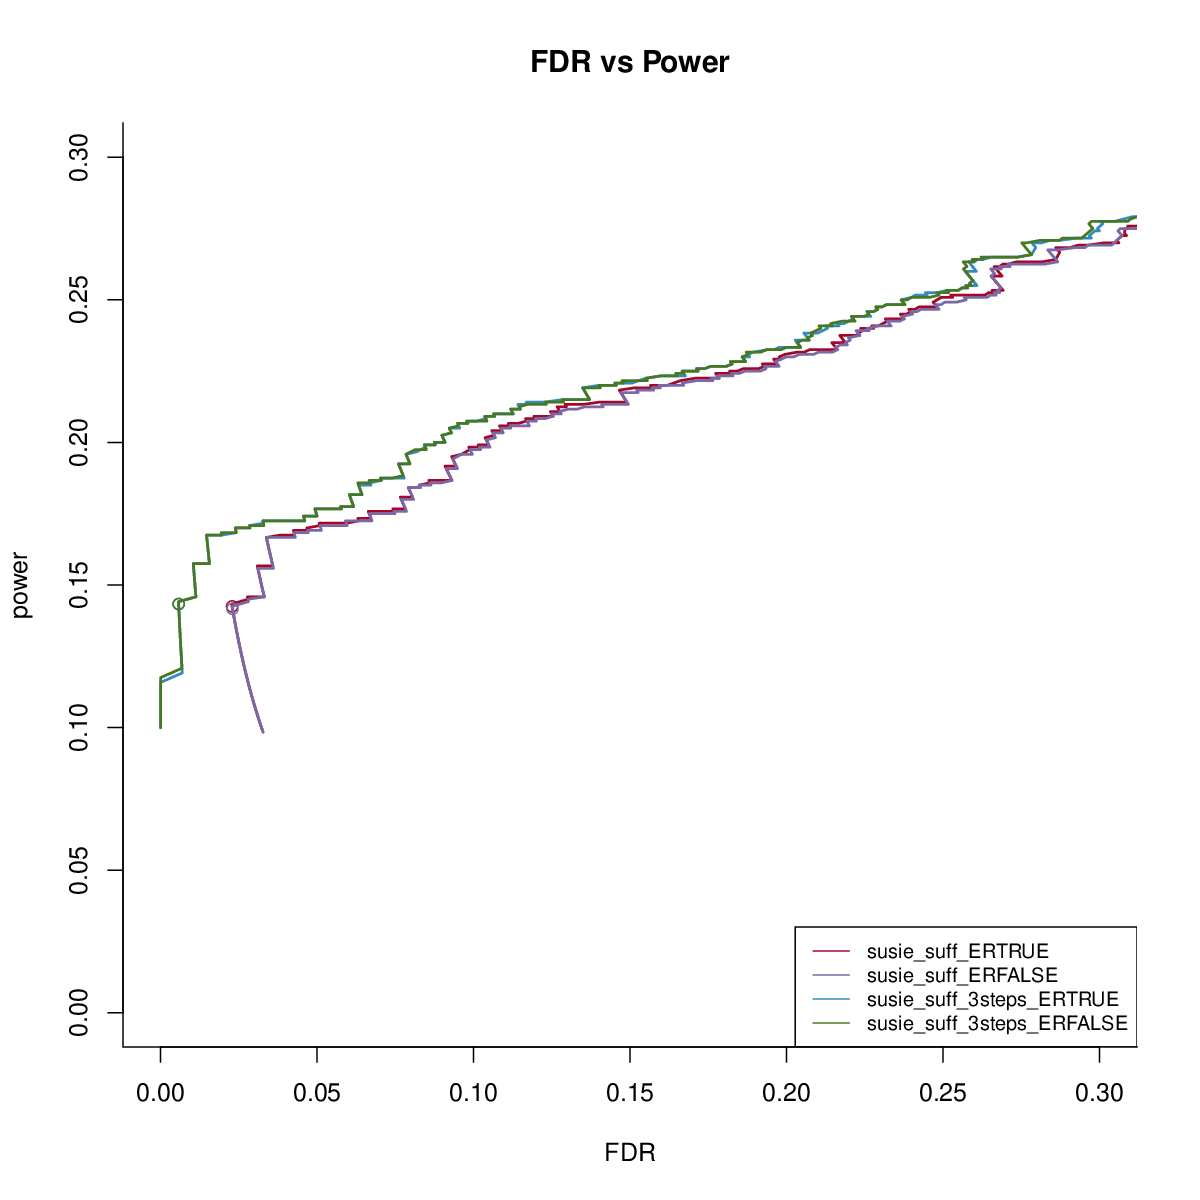 FDR vs Power
power
0.30
0.25
0.20
0.15
0.10
0.05
0.00
susie_suff_ERTRUE
susie_suff_ERFALSE
susie_suff_3steps_ERTRUE
susie_suff_3steps_ERFALSE
0.00 0.05 0.10 0.15 0.20 0.25 0.30
FDR